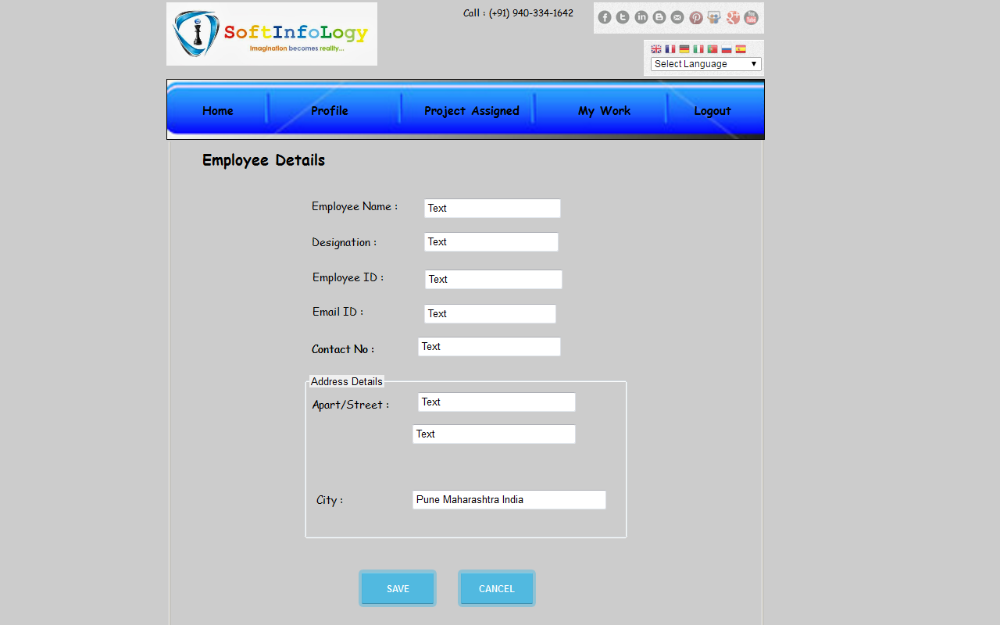 SoftInfoLogy
Imagination becomes reality...
Call : (+91) 940-334-1642
Select Language
Home
Profile
Project Assigned
My Work
Logout
Employee Details
Employee Name :
Text
Designation :
Text
Employee ID :
Text
Email ID :
Text
Contact No :
Text
Address Details
Apart/Street :
Text
Text
City :
Pune Maharashtra India
SAVE
CANCEL